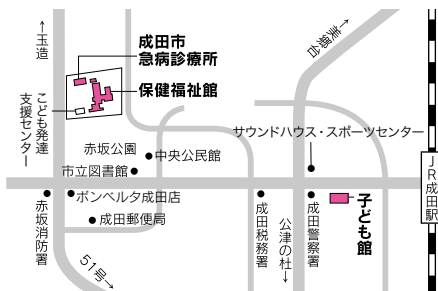 ↑玉造
成田市
急病診療所
保健福祉館
こども発達
支援センター
↑美郷台
サウンドハウス・スポーツセンター
赤坂公園
中央公民館
市立図書館
ボンベルタ成田店
成田郵便局
赤坂消防署
51号→
成田税務署
公津の杜→
成田警察署
子ども館
JR成田駅